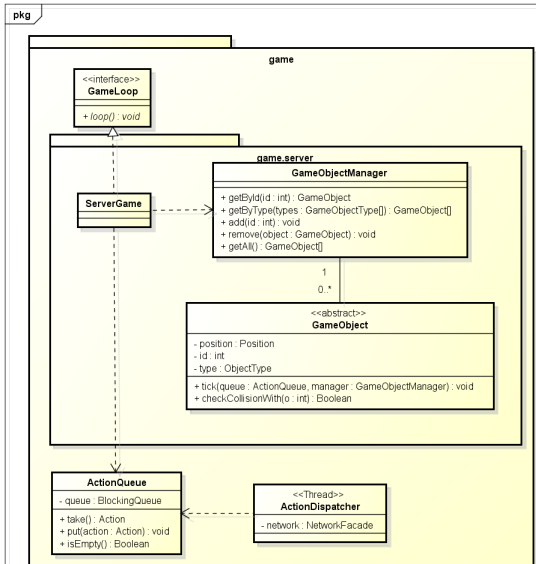 pkg
game
<<interface>>
GameLoop
+ loop() : void
game.server
GameObjectManager
+ getById(id : int) : GameObject
+ getByType(types : GameObjectType[]) : GameObject[]
+ add(id : int) : void
+ remove(object : GameObject) : void
+ getAll() : GameObject[]
ServerGame
1
0..*
<<abstract>>
GameObject
- position : Position
- id : int
- type : ObjectType
+ tick(queue : ActionQueue, manager : GameObjectManager) : void
+ checkCollisionWith(o : int) : Boolean
ActionQueue
- queue : BlockingQueue
+ take() : Action
+ put(action : Action) : void
+ isEmpty() : Boolean
<<Thread>>
ActionDispatcher
- network : NetworkFacade